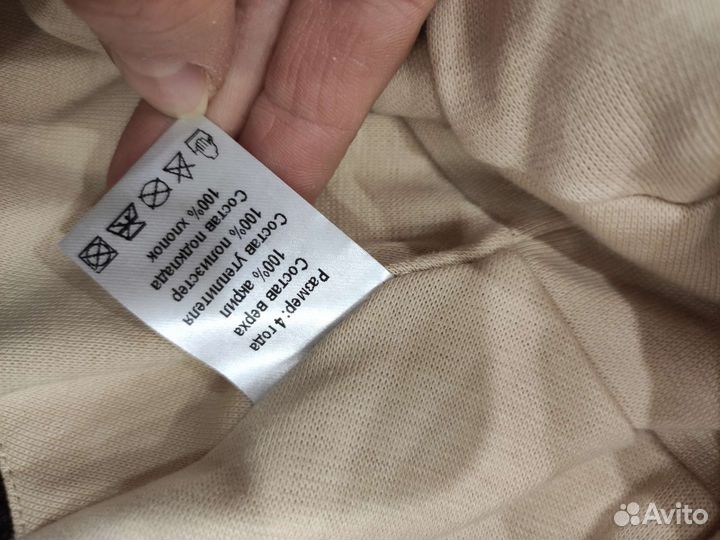 Размер: 4 года
Состав верха
100% акрил
Состав утеплителя
100% полиэстер
Состав подклада
100% хлопок
Avito